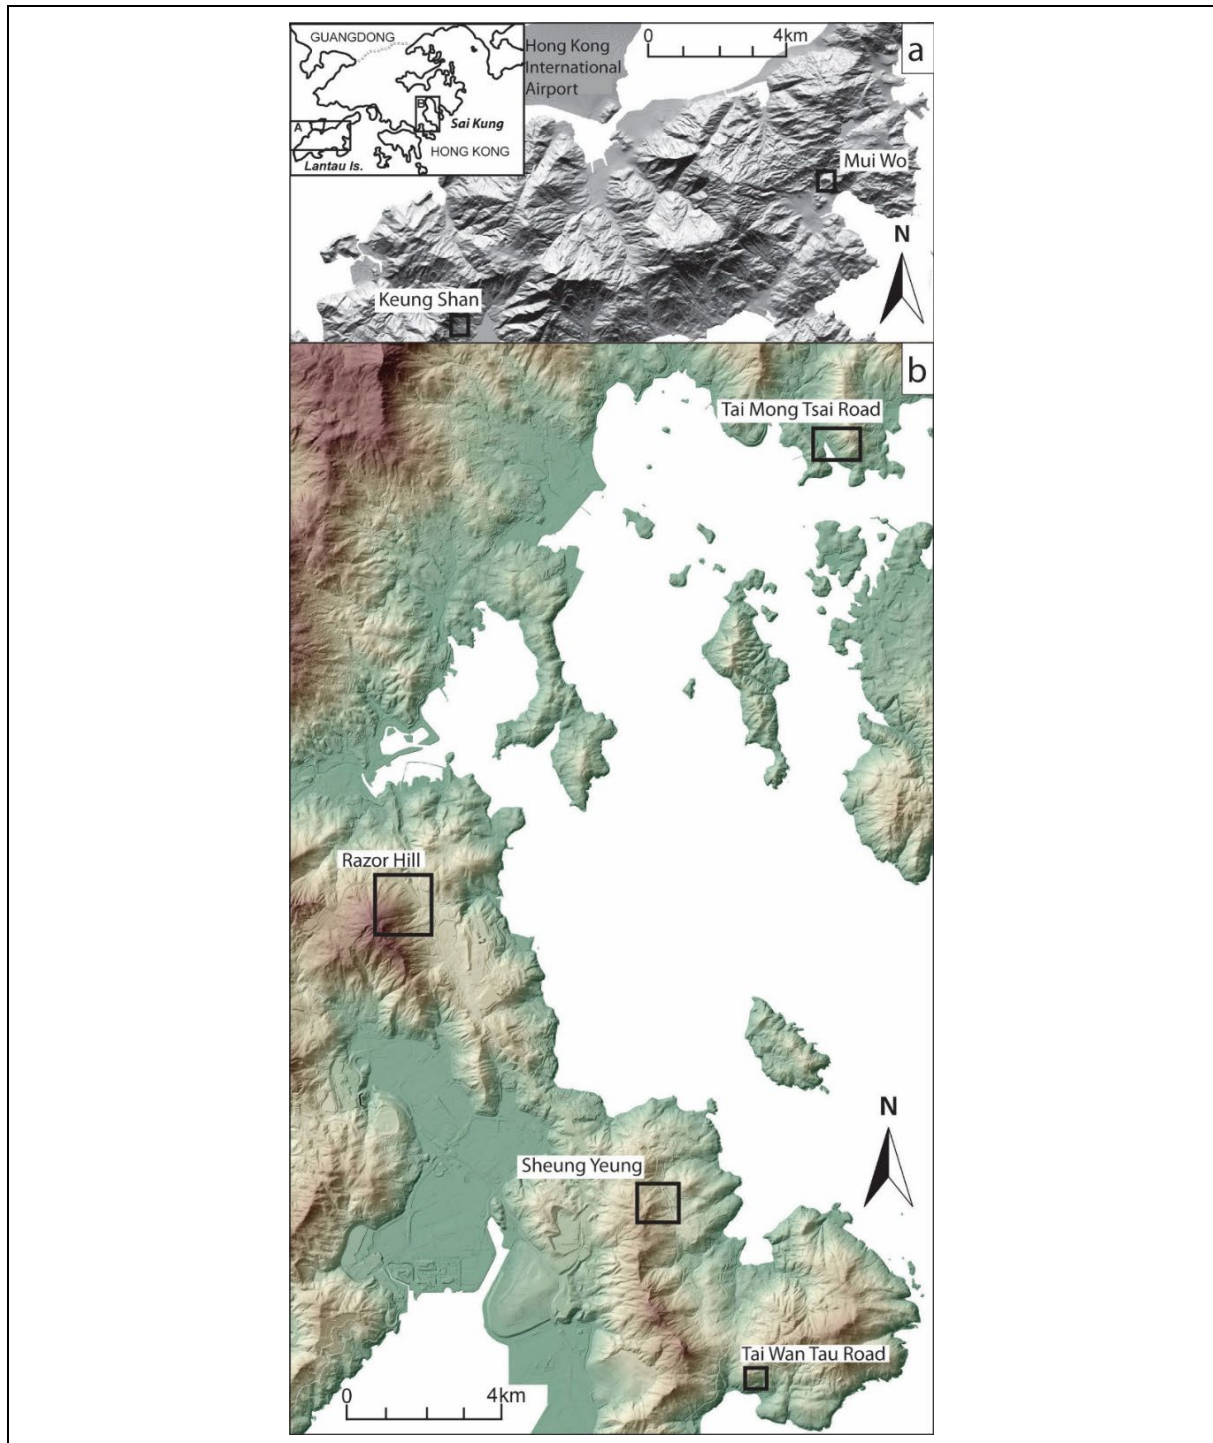 GUANGDONG
B
Sai Kung
A
HONG KONG
Lantau Is.
Hong Kong
International
Airport
0 4km
a
Mui Wo
N
Keung Shan
b
Tai Mong Tsai Road
Razor Hill
N
Sheung Yeung
Tai Wan Tau Road
0 4km